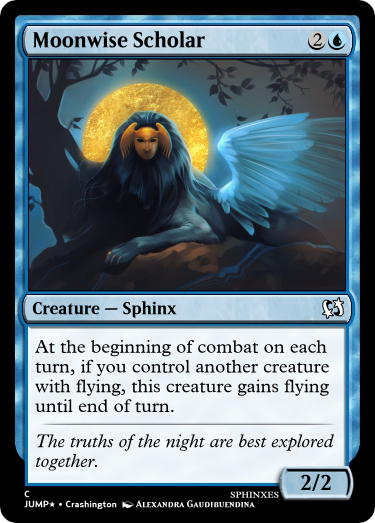 Moonwise Scholar 2
Creature — Sphinx
At the beginning of combat on each
turn, if you control another creature
with flying, this creature gains flying
until end of turn.
The truths of the night are best explored
together.
2/2
C SPHINXES
JUMP★ • Crashington Alexandra Gaudibuendina